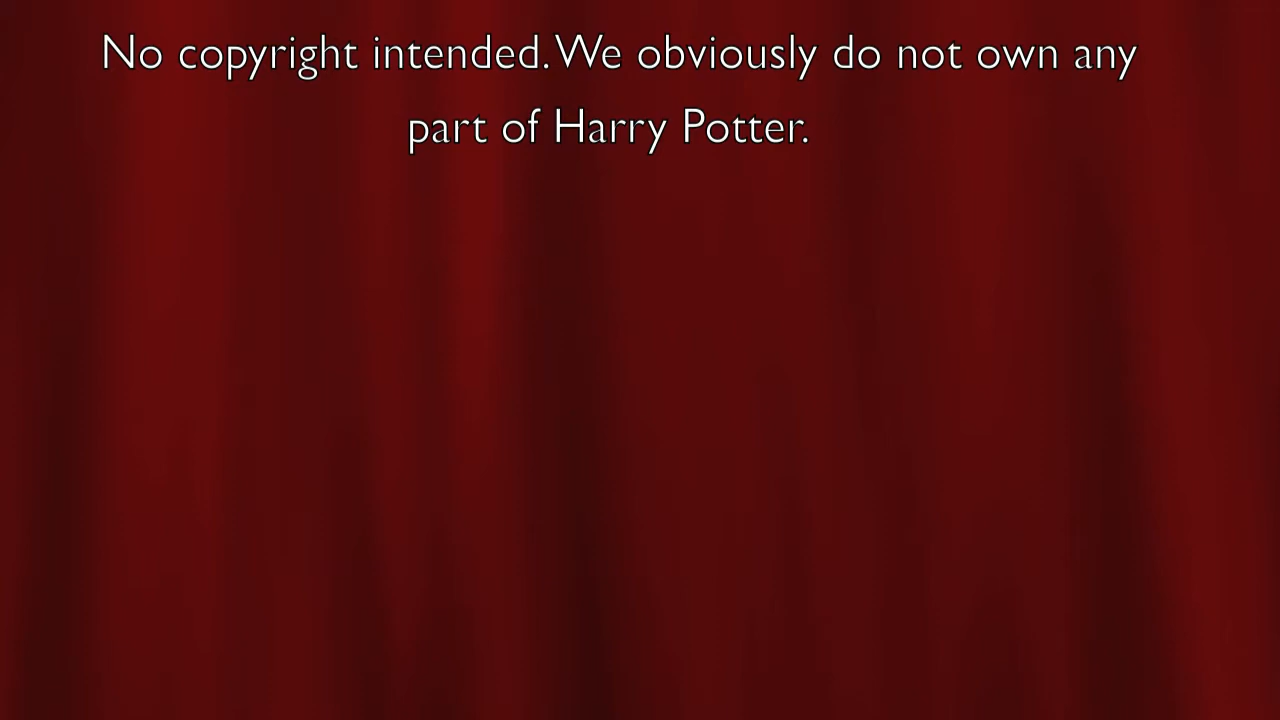 No copyright intended. We obviously do not own any
part of Harry Potter.